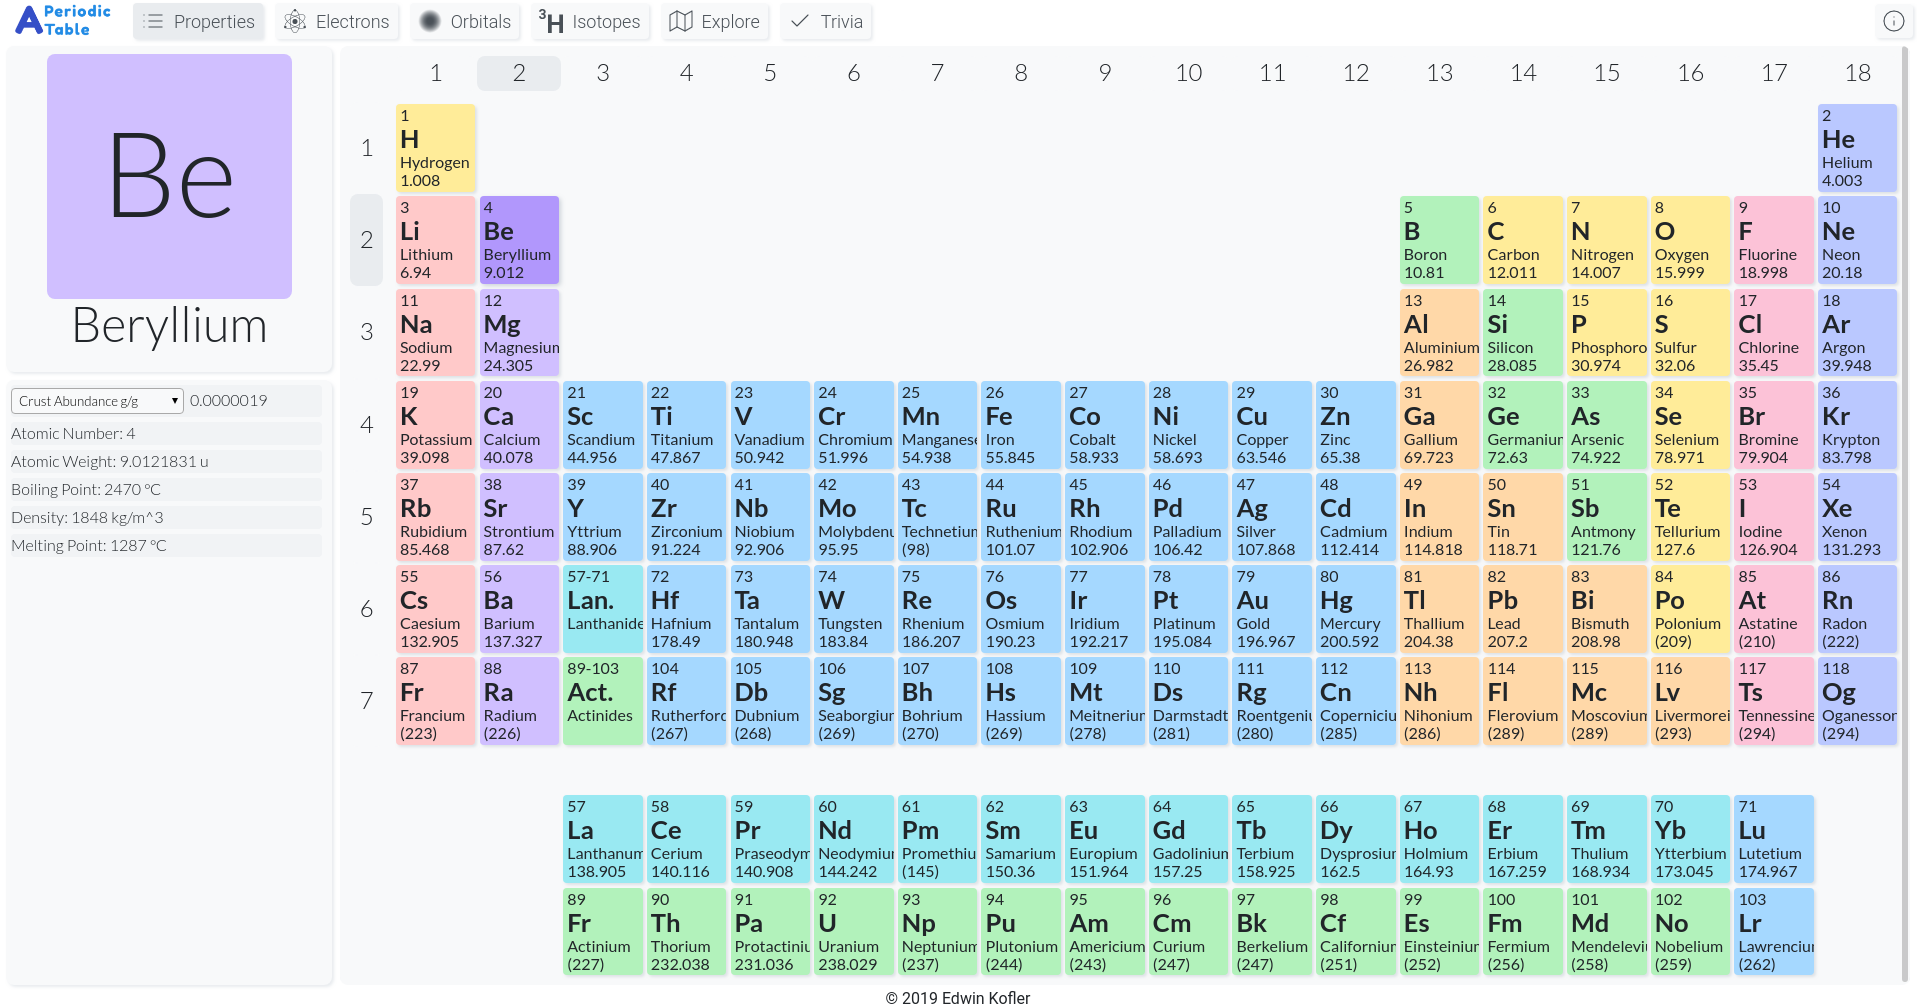 A Periodic Table
Properties Electrons Orbitals ³H Isotopes Explore Trivia
Be
Beryllium
Crust Abundance g/g 0.0000019
Atomic Number: 4
Atomic Weight: 9.0121831 u
Boiling Point: 2470 °C
Density: 1848 kg/m^3
Melting Point: 1287 °C
1 2 3 4 5 6 7 8 9 10 11 12 13 14 15 16 17 18
1
1 2
H He
Hydrogen Helium
1.008 4.003
2
3 4 5 6 7 8 9 10
Li Be B C N O F Ne
Lithium Beryllium Boron Carbon Nitrogen Oxygen Fluorine Neon
6.94 9.012 10.81 12.011 14.007 15.999 18.998 20.18
3
11 12 13 14 15 16 17 18
Na Mg Al Si P S Cl Ar
Sodium Magnesium Aluminium Silicon Phosphoro Sulfur Chlorine Argon
22.99 24.305 26.982 28.085 30.974 32.06 35.45 39.948
4
19 20 21 22 23 24 25 26 27 28 29 30 31 32 33 34 35 36
K Ca Sc Ti V Cr Mn Fe Co Ni Cu Zn Ga Ge As Se Br Kr
Potassium Calcium Scandium Titanium Vanadium Chromium Manganese Iron Cobalt Nickel Copper Zinc Gallium Germanium Arsenic Selenium Bromine Krypton
39.098 40.078 44.956 47.867 50.942 51.996 54.938 55.845 58.933 58.693 63.546 65.38 69.723 72.63 74.922 78.971 79.904 83.798
5
37 38 39 40 41 42 43 44 45 46 47 48 49 50 51 52 53 54
Rb Sr Y Zr Nb Mo Tc Ru Rh Pd Ag Cd In Sn Sb Te I Xe
Rubidium Strontium Yttrium Zirconium Niobium Molybdenu Technetium Ruthenium Rhodium Palladium Silver Cadmium Indium Tin Antmony Tellurium Iodine Xenon
85.468 87.62 88.906 91.224 92.906 95.95 (98) 101.07 102.906 106.42 107.868 112.414 114.818 118.71 121.76 127.6 126.904 131.293
6
55 56 57-71 72 73 74 75 76 77 78 79 80 81 82 83 84 85 86
Cs Ba Lan. Hf Ta W Re Os Ir Pt Au Hg Tl Pb Bi Po At Rn
Caesium Barium Lanthanide Hafnium Tantalum Tungsten Rhenium Osmium Iridium Platinum Gold Mercury Thallium Lead Bismuth Polonium Astatine Radon
132.905 137.327 178.49 180.948 183.84 186.207 190.23 192.217 195.084 196.967 200.592 204.38 207.2 208.98 (209) (210) (222)
7
87 88 89-103 104 105 106 107 108 109 110 111 112 113 114 115 116 117 118
Fr Ra Act. Rf Db Sg Bh Hs Mt Ds Rg Cn Nh Fl Mc Lv Ts Og
Francium Radium Actinides Rutherford Dubnium Seaborgiun Bohrium Hassium Meitneriun Darmstadt Roentgeniu Coperniciu Nihonium Flerovium Moscovium Livermorei Tennessine Oganesson
(223) (226) (267) (268) (269) (270) (269) (278) (281) (280) (285) (286) (289) (289) (293) (294) (294)
57 58 59 60 61 62 63 64 65 66 67 68 69 70 71
La Ce Pr Nd Pm Sm Eu Gd Tb Dy Ho Er Tm Yb Lu
Lanthanum Cerium Praseodym Neodymiun Promethiu Samarium Europium Gadolinium Terbium Dysprosiun Holmium Erbium Thulium Ytterbium Lutetium
138.905 140.116 140.908 144.242 (145) 150.36 151.964 157.25 158.925 162.5 164.93 167.259 168.934 173.045 174.967
89 90 91 92 93 94 95 96 97 98 99 100 101 102 103
Fr Th Pa U Np Pu Am Cm Bk Cf Es Fm Md No Lr
Actinium Thorium Protactiniu Uranium Neptunium Plutonium Americium Curium Berkelium Californiun Einsteiniun Fermium Mendelevi Nobelium Lawrenciun
(227) 232.038 231.036 238.029 (237) (244) (243) (247) (247) (251) (252) (256) (258) (259) (262)
© 2019 Edwin Kofler